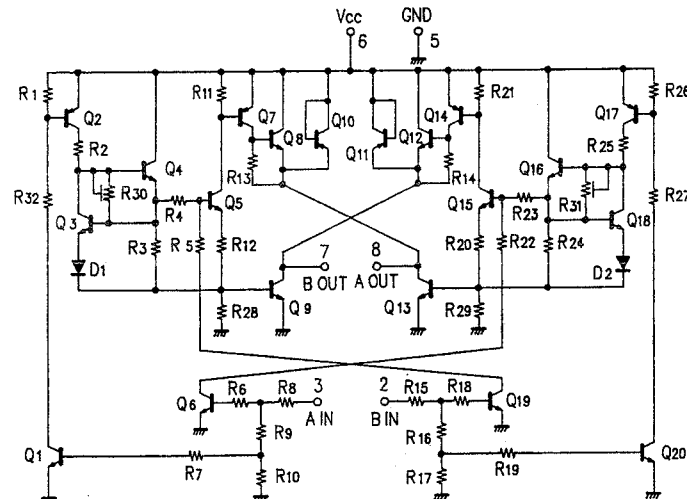 Vcc GND
6 5
R1 Q2 R11 Q7 Q8 Q10 Q11 Q12 Q14 R21 Q17 R26
R2 Q4 R13 R14 Q16 R25
R30 R4 Q5 Q15 R23 R31 R27
R32 Q3 Q18
R3 R5 R12 R20 R22 R24
D1 7 8 D2
B OUT A OUT
R28 Q9 Q13 R29
3 2
Q6 R6 R8 R15 R18 Q19
A IN B IN
R9 R16
Q1 R7 R19 Q20
R10 R17